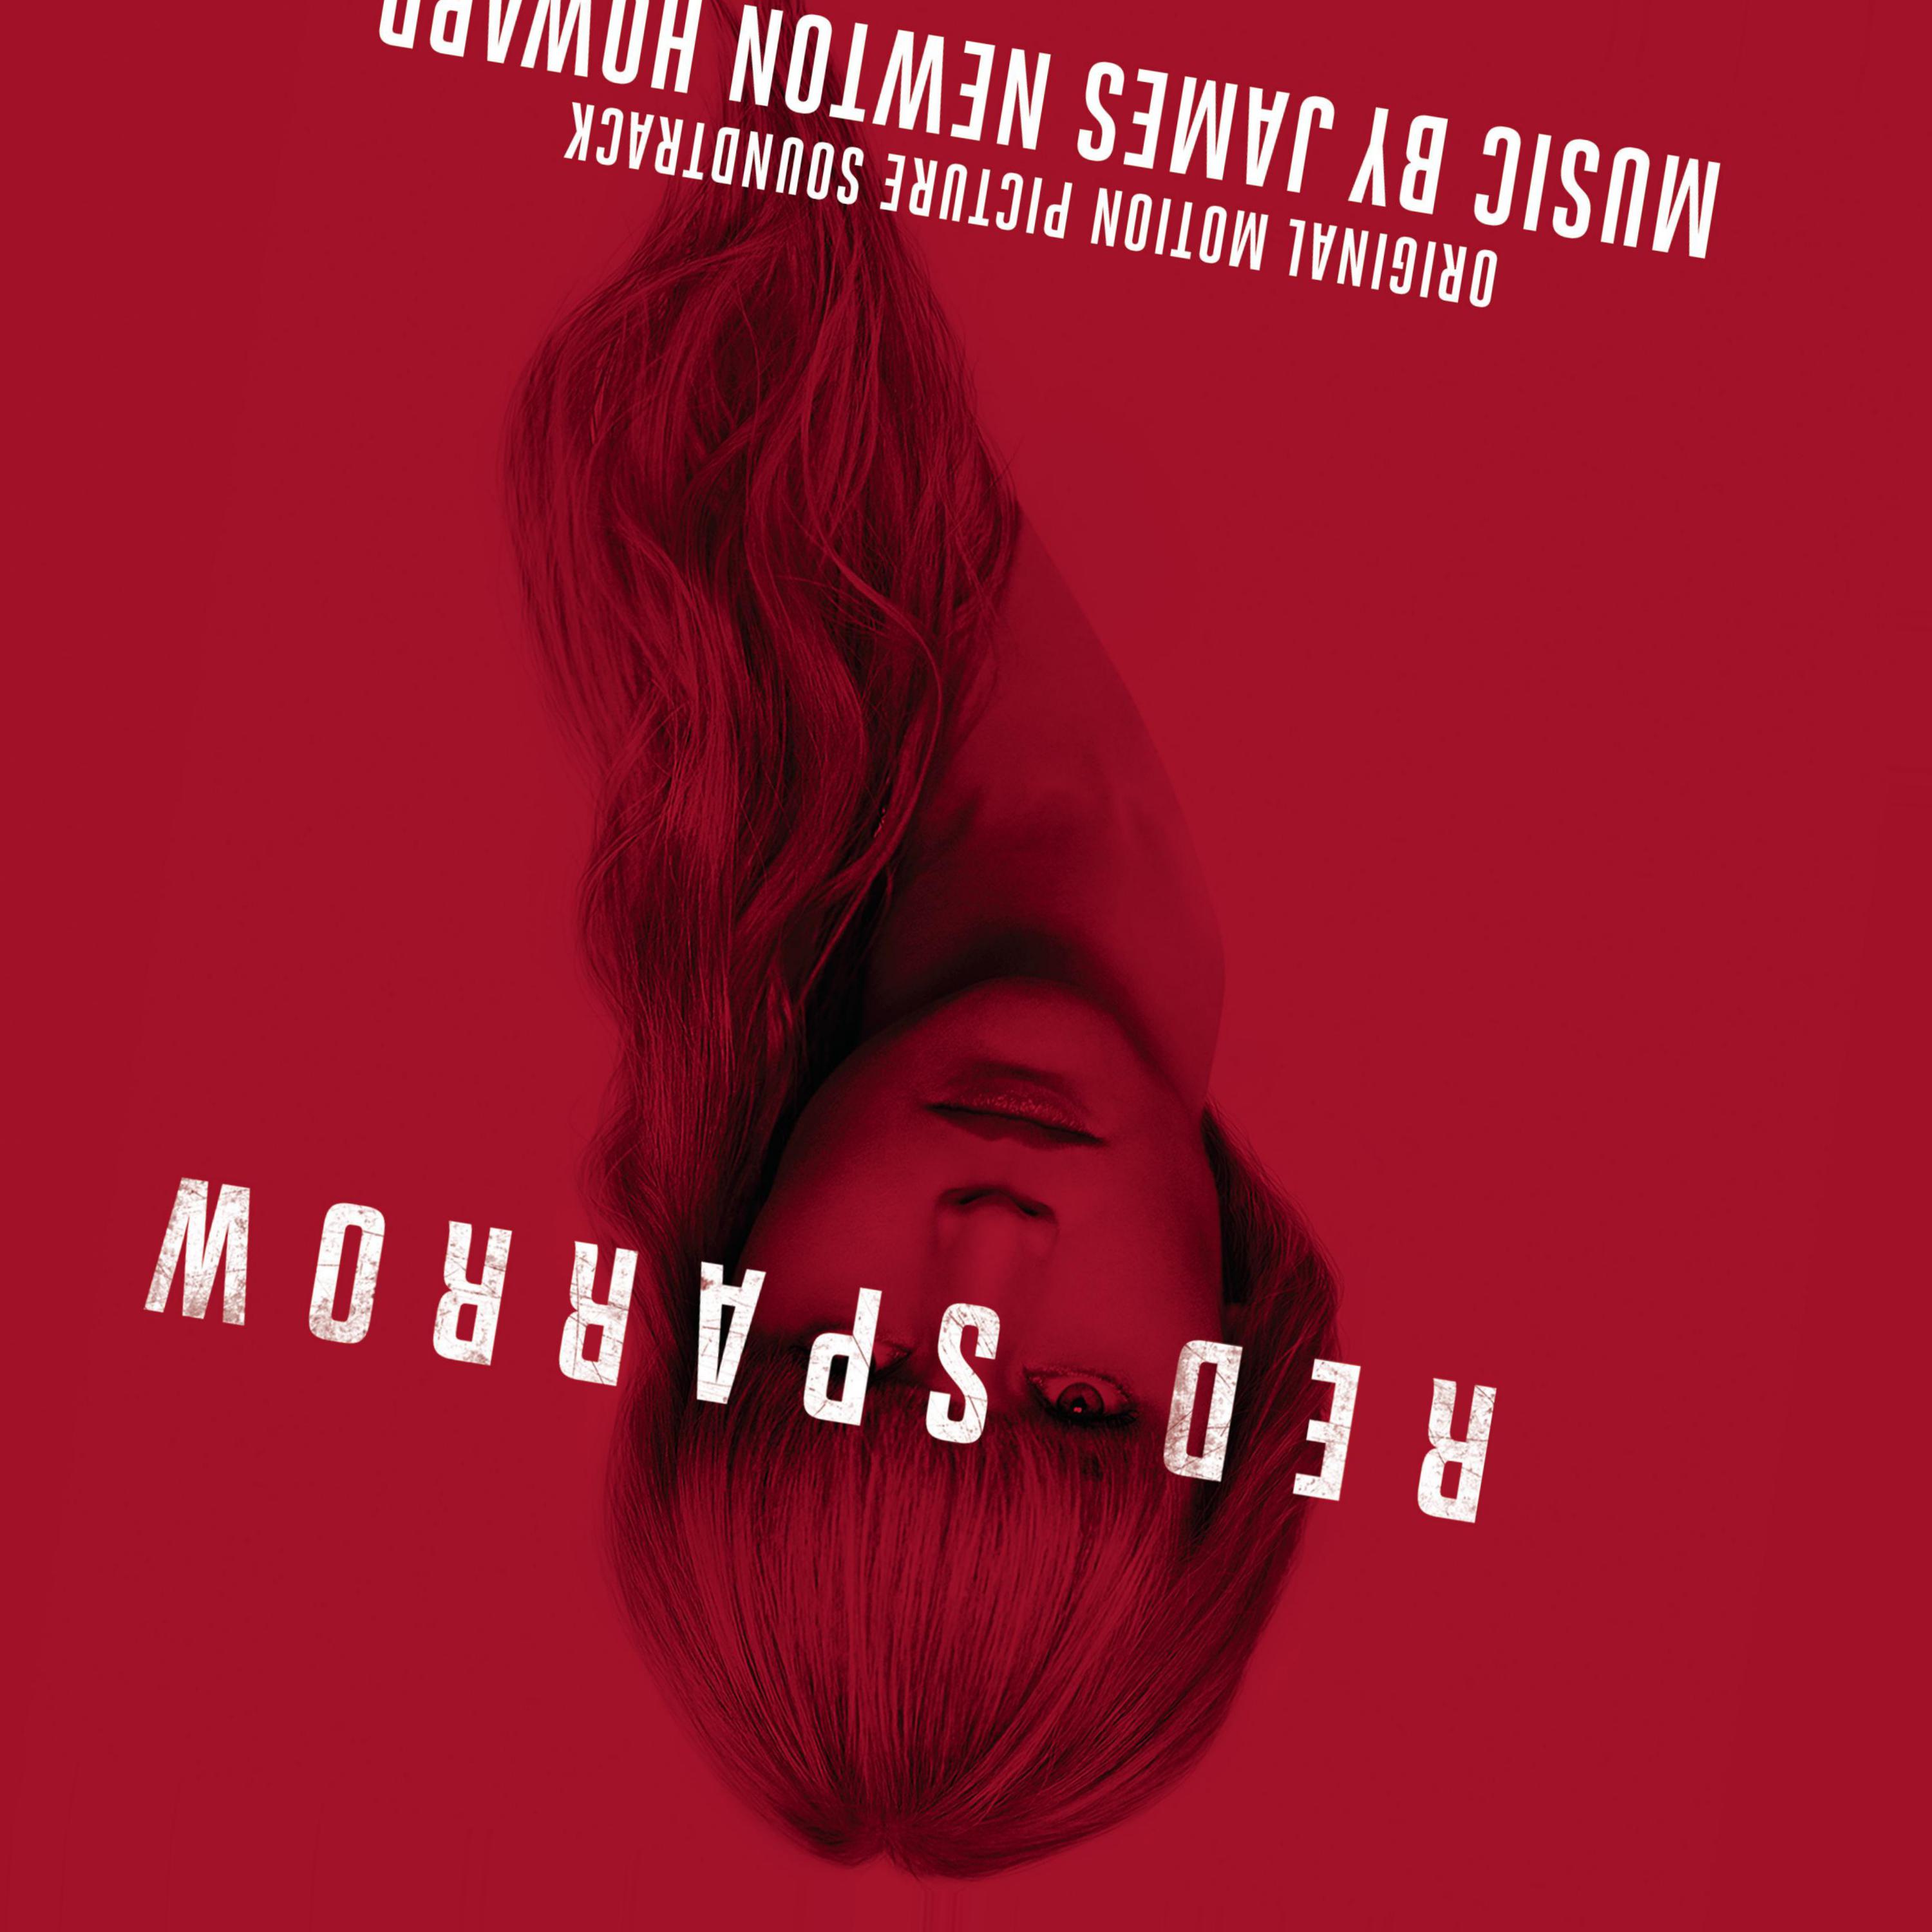 RED SPARROW
ORIGINAL MOTION PICTURE SOUNDTRACK
MUSIC BY JAMES NEWTON HOWARD